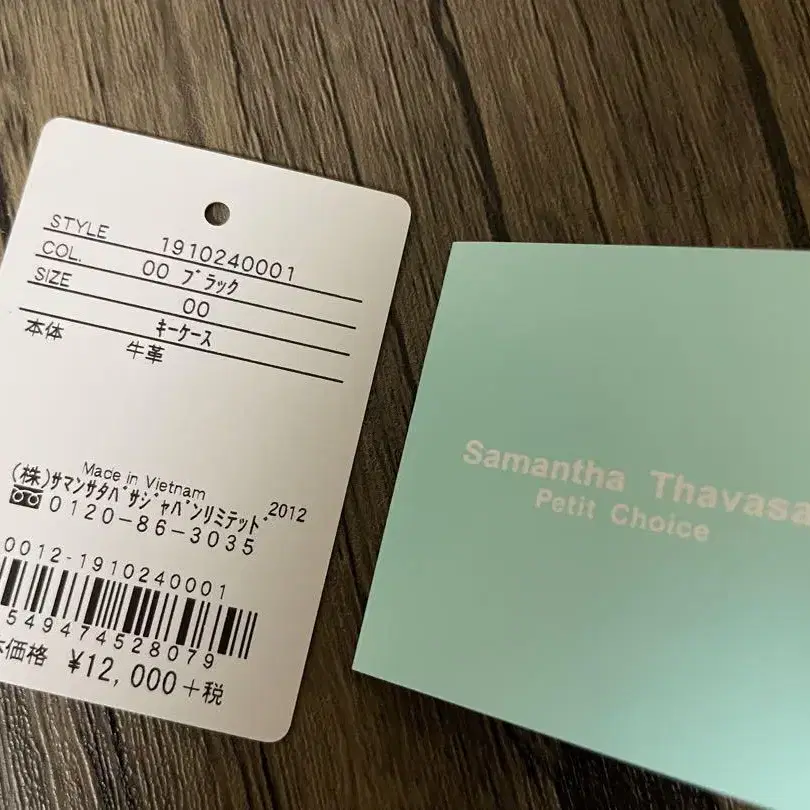 STYLE 1910240001
COL. 00 ブラック
SIZE 00
キーケース
本体 牛革
Made in Vietnam
(株)サマンサタバサジャパンリミテッド 2012
0120-86-3035
0012-1910240001
549474528079
価格 ¥12,000+税
Samantha Thavasa
Petit Choice